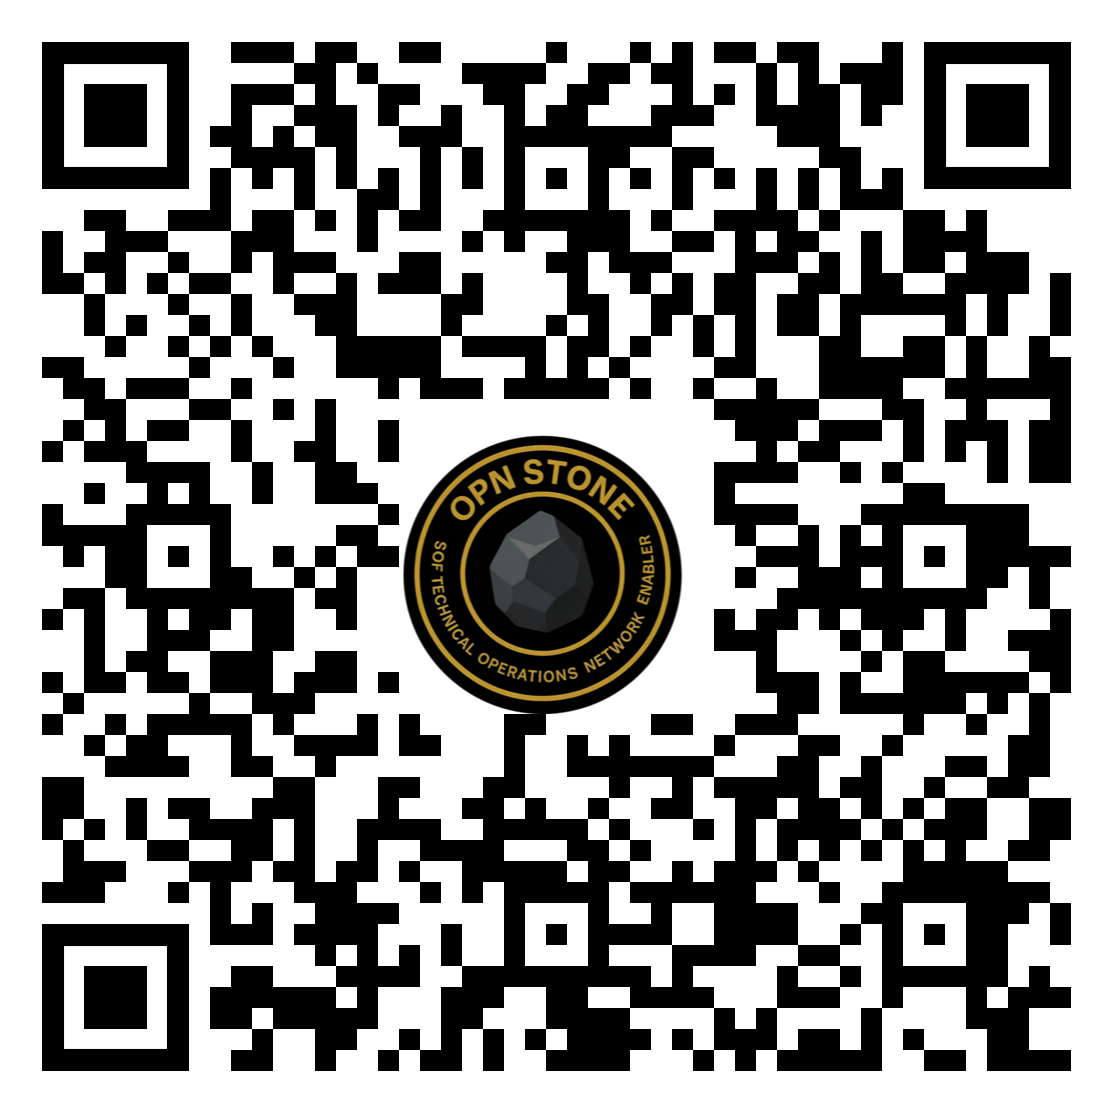 OPN STONE
SOF TECHNICAL OPERATIONS NETWORK ENABLER